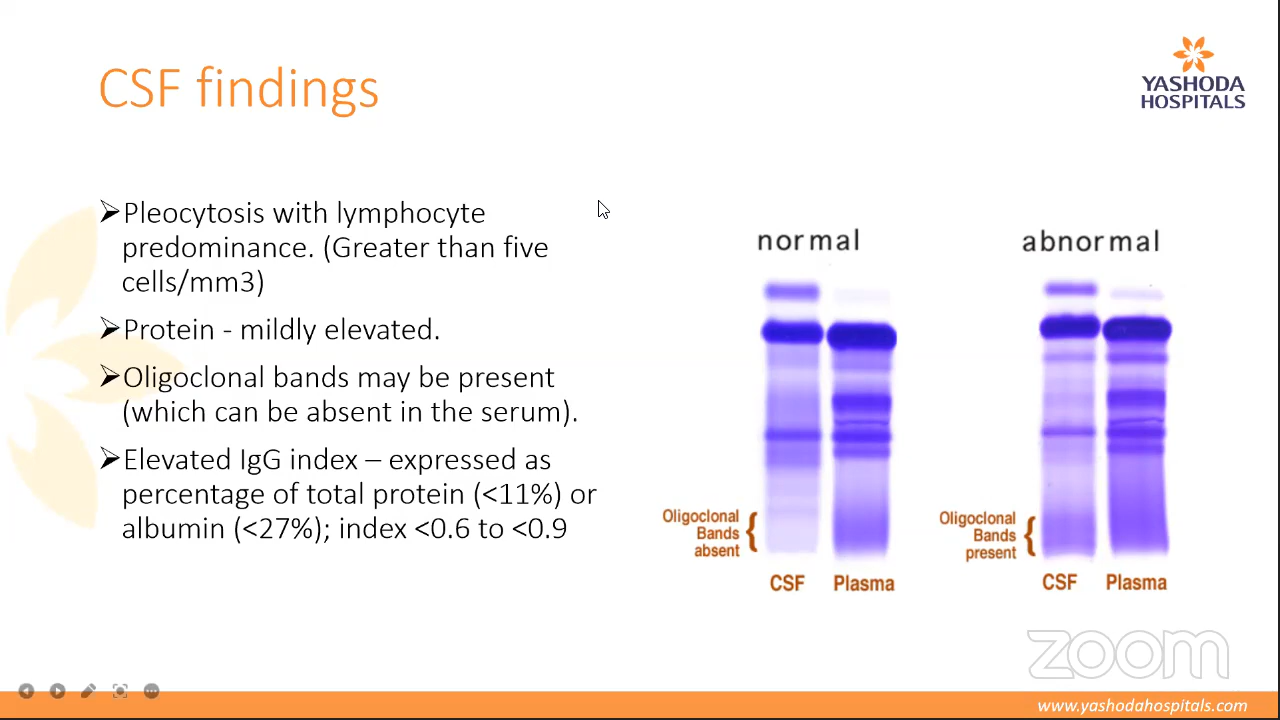 CSF findings
YASHODA
HOSPITALS
➢Pleocytosis with lymphocyte
predominance. (Greater than five
cells/mm3)
➢Protein - mildly elevated.
➢Oligoclonal bands may be present
(which can be absent in the serum).
➢Elevated IgG index – expressed as
percentage of total protein (<11%) or
albumin (<27%); index <0.6 to <0.9
normal
abnormal
Oligoclonal
Bands
absent
CSF
Plasma
Oligoclonal
Bands
present
CSF
Plasma
zoom
www.yashodahospitals.com